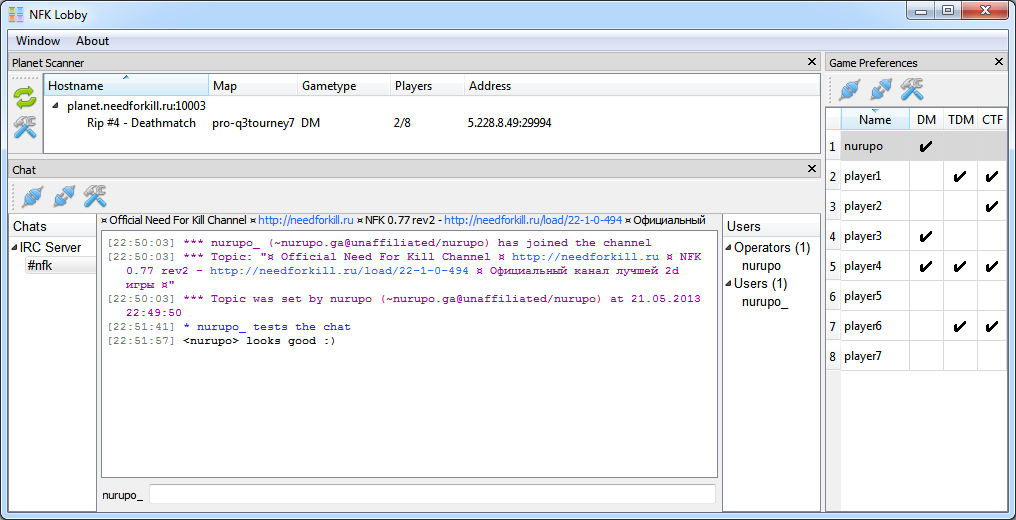 NFK Lobby
Window About
Planet Scanner
Hostname Map Gametype Players Address
planet.needforkill.ru:10003
Rip #4 - Deathmatch pro-q3tourney7 DM 2/8 5.228.8.49:29994
Chat
Chats
IRC Server
#nfk
¤ Official Need For Kill Channel ¤ http://needforkill.ru ¤ NFK 0.77 rev2 - http://needforkill.ru/load/22-1-0-494 ¤ Официальный
[22:50:03] *** nurupo_ (~nurupo.ga@unaffiliated/nurupo) has joined the channel
[22:50:03] *** Topic: "¤ Official Need For Kill Channel ¤ http://needforkill.ru ¤ NFK
0.77 rev2 - http://needforkill.ru/load/22-1-0-494 ¤ Официальный канал лучшей 2d
игры ¤"
[22:50:03] *** Topic was set by nurupo (~nurupo.ga@unaffiliated/nurupo) at 21.05.2013
22:49:50
[22:51:41] * nurupo_ tests the chat
[22:51:57] <nurupo> looks good :)
nurupo_
Users
Operators (1)
nurupo
Users (1)
nurupo_
Game Preferences
Name DM TDM CTF
1 nurupo ✔
2 player1 ✔ ✔
3 player2 ✔
4 player3 ✔
5 player4 ✔ ✔ ✔
6 player5
7 player6 ✔ ✔
8 player7